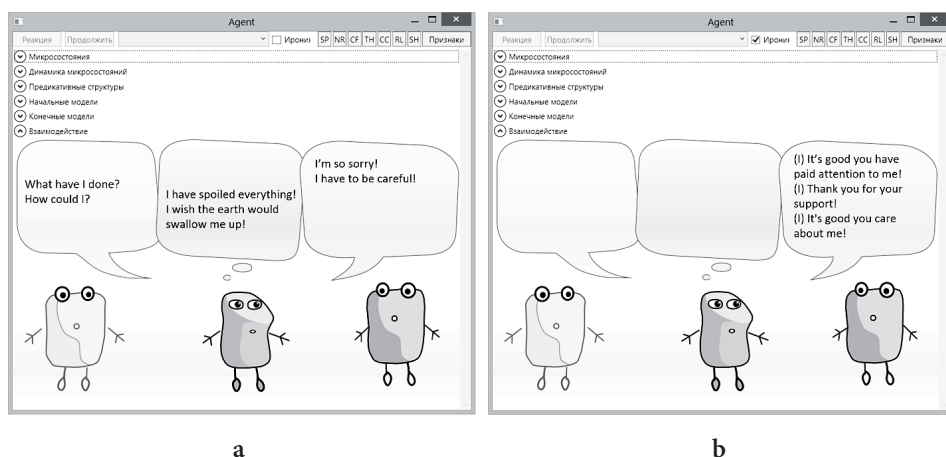 Agent
Реакция Продолжить Ирони SP NR CF TH CC RL SH Признаки
Микросостояния
Динамика микросостояний
Предикативные структуры
Начальные модели
Конечные модели
Взаимодействие
What have I done?
How could I?
I have spoiled everything!
I wish the earth would
swallow me up!
I'm so sorry!
I have to be careful!
a
Agent
Реакция Продолжить Ирони SP NR CF TH CC RL SH Признаки
Микросостояния
Динамика микросостояний
Предикативные структуры
Начальные модели
Конечные модели
Взаимодействие
(I) It's good you have
paid attention to me!
(I) Thank you for your
support!
(I) It's good you care
about me!
b